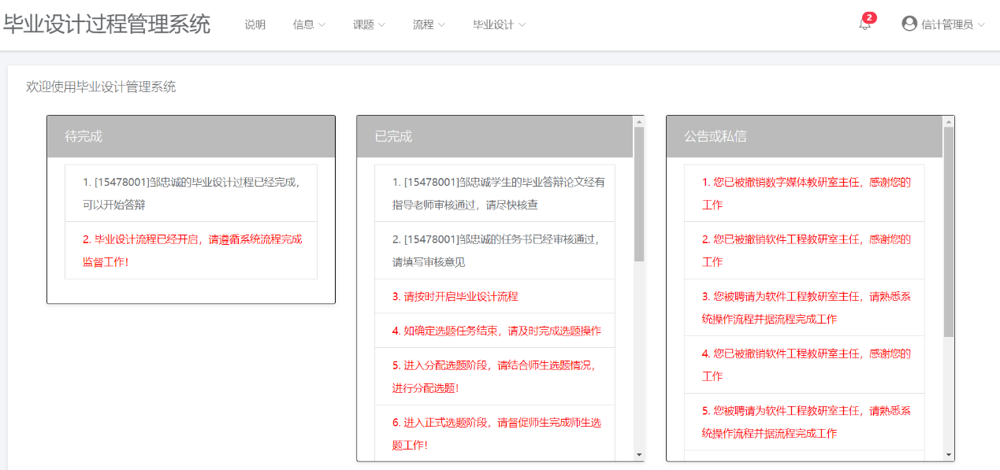 毕业设计过程管理系统
说明 信息 课题 流程 毕业设计 2 信计管理员
欢迎使用毕业设计管理系统
待完成
1. [15478001]邹忠诚的毕业设计过程已经完成，
可以开始答辩
2. 毕业设计流程已经开启，请遵循系统流程完成
监督工作！
已完成
1. [15478001]邹忠诚学生的毕业答辩论文经有
指导老师审核通过，请尽快核查
2. [15478001]邹忠诚的任务书已经审核通过，
请填写审核意见
3. 请按时开启毕业设计流程
4. 如确定选题任务结束，请及时完成选题操作
5. 进入分配选题阶段，请结合师生选题情况，
进行分配选题！
6. 进入正式选题阶段，请督促师生完成师生选
题工作！
公告或私信
1. 您已被撤销数字媒体教研室主任，感谢您的
工作
2. 您已被撤销软件工程教研室主任，感谢您的
工作
3. 您被聘请为软件工程教研室主任，请熟悉系
统操作流程并据流程完成工作
4. 您已被撤销软件工程教研室主任，感谢您的
工作
5. 您被聘请为软件工程教研室主任，请熟悉系
统操作流程并据流程完成工作